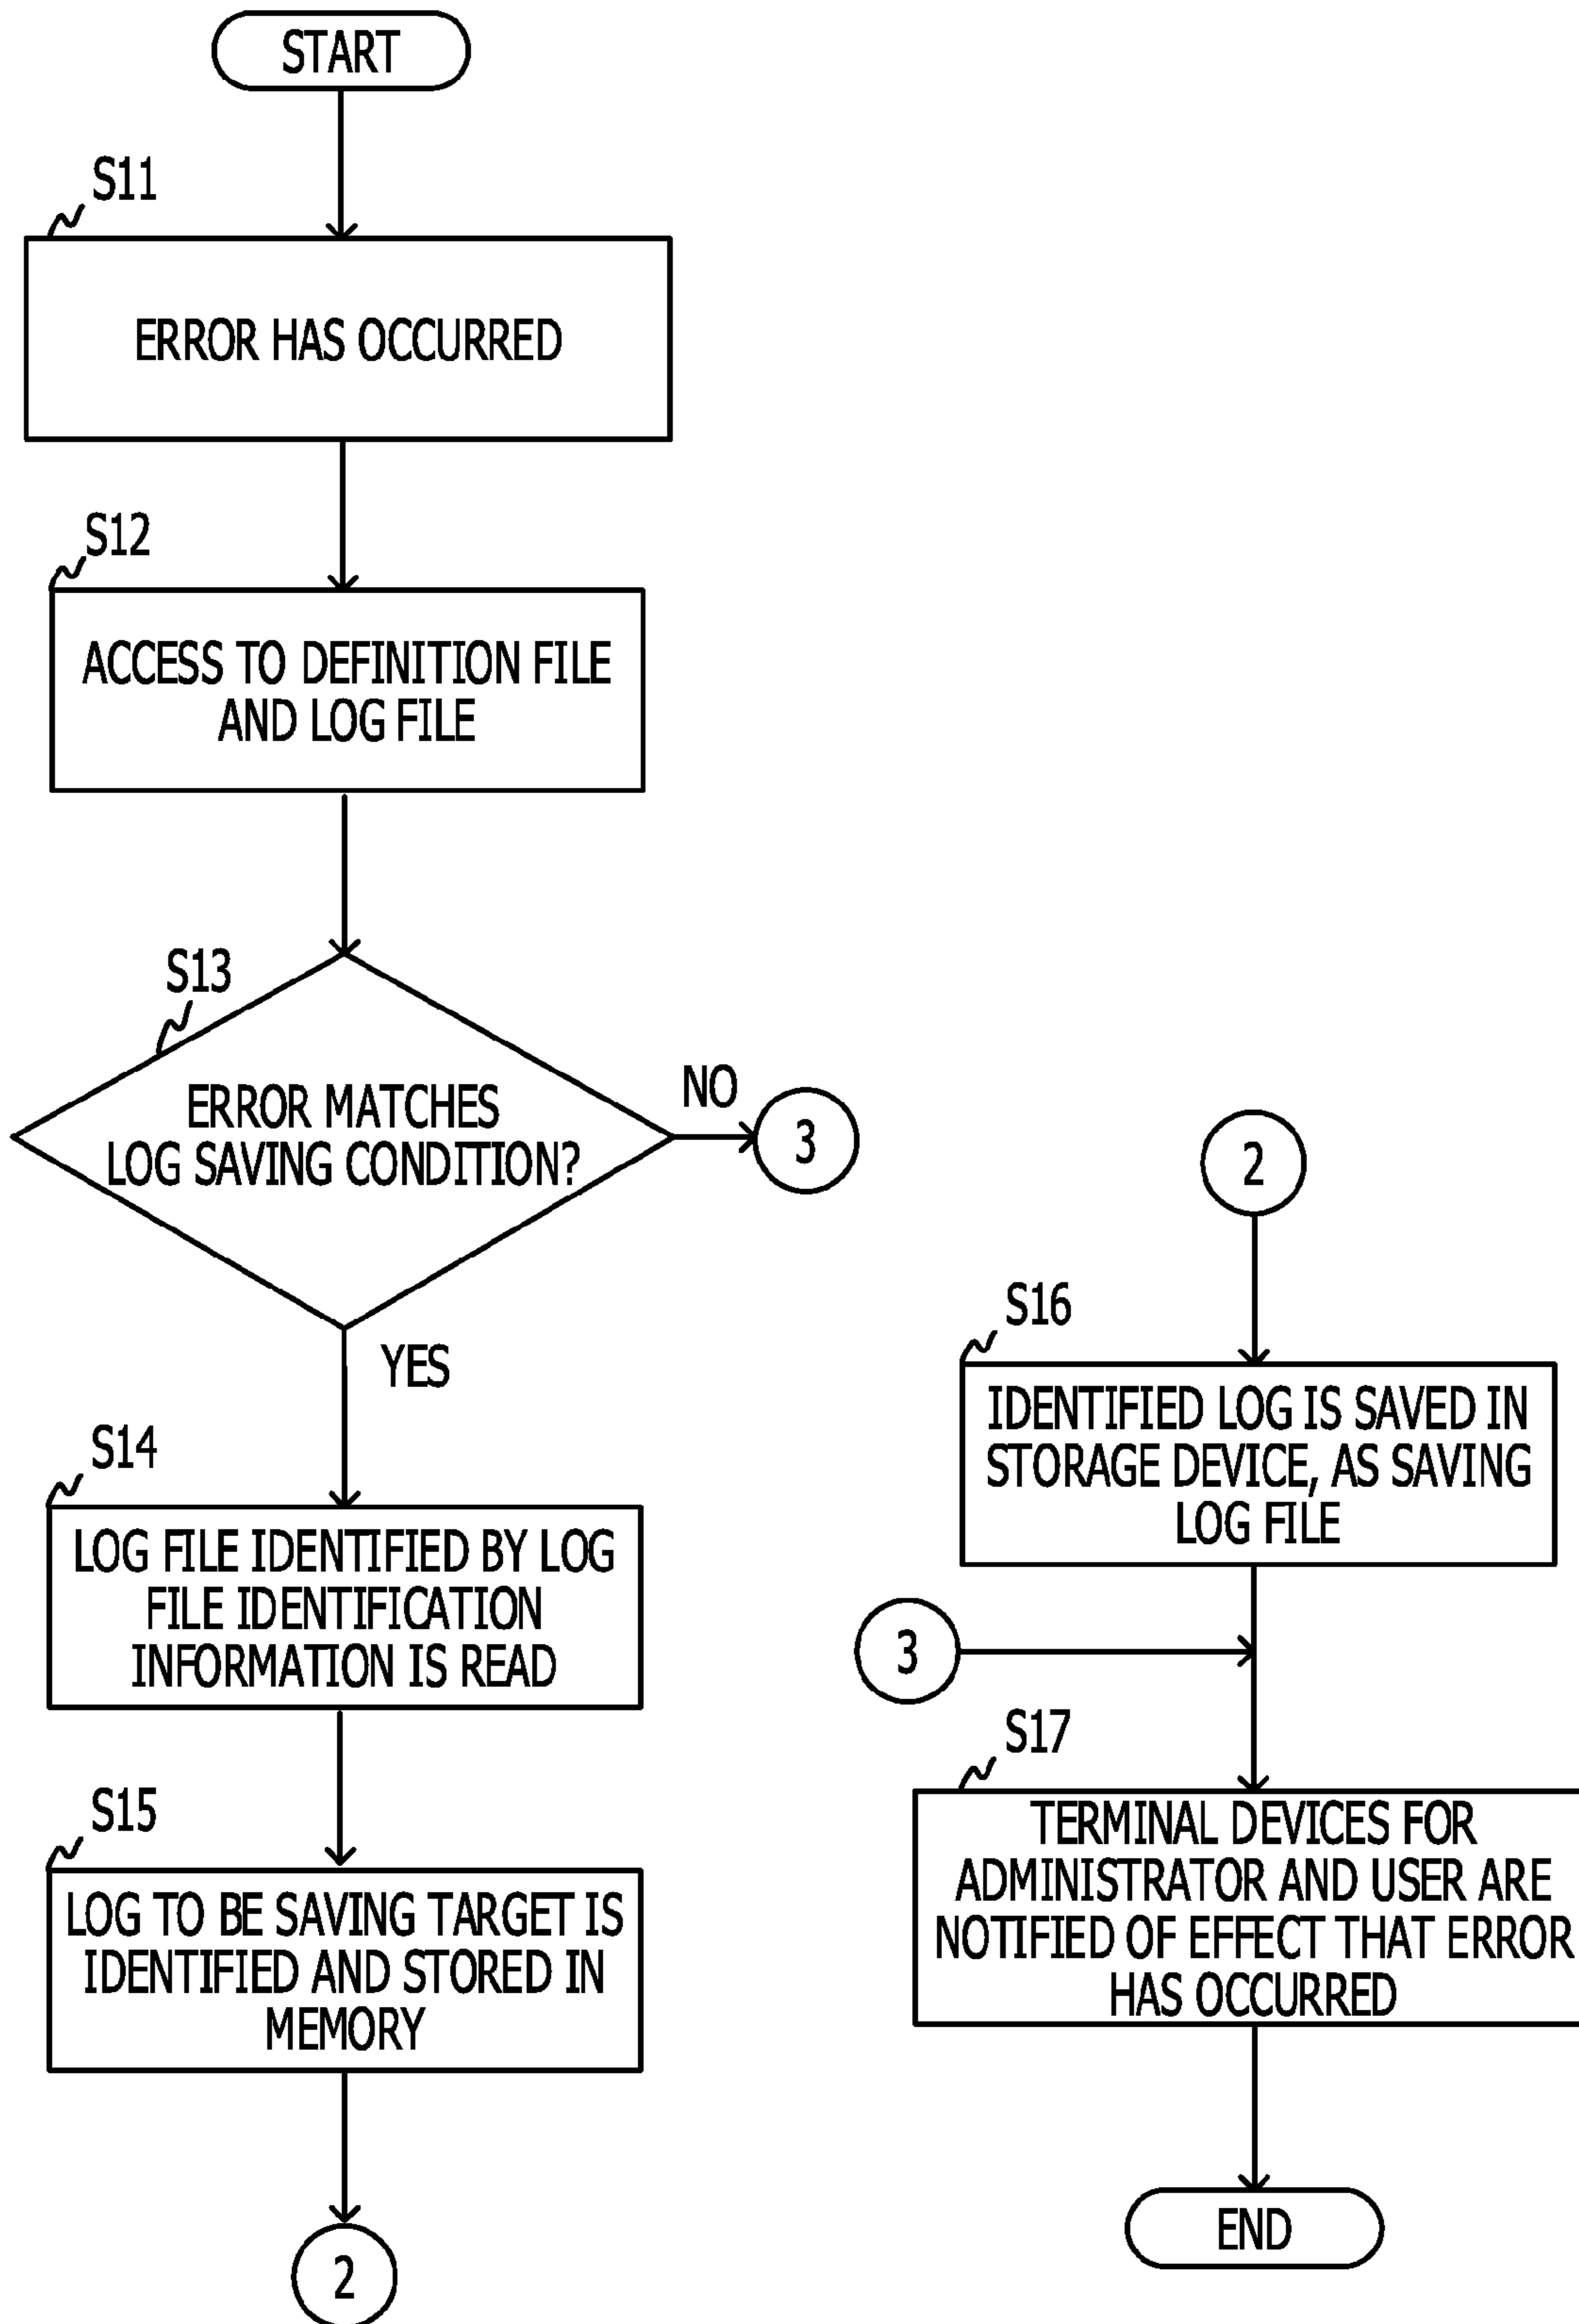 START
S11
ERROR HAS OCCURRED
S12
ACCESS TO DEFINITION FILE
AND LOG FILE
S13
ERROR MATCHES
LOG SAVING CONDITION?
NO
3
YES
S14
LOG FILE IDENTIFIED BY LOG
FILE IDENTIFICATION
INFORMATION IS READ
S15
LOG TO BE SAVING TARGET IS
IDENTIFIED AND STORED IN
MEMORY
2
2
S16
IDENTIFIED LOG IS SAVED IN
STORAGE DEVICE, AS SAVING
LOG FILE
3
S17
TERMINAL DEVICES FOR
ADMINISTRATOR AND USER ARE
NOTIFIED OF EFFECT THAT ERROR
HAS OCCURRED
END